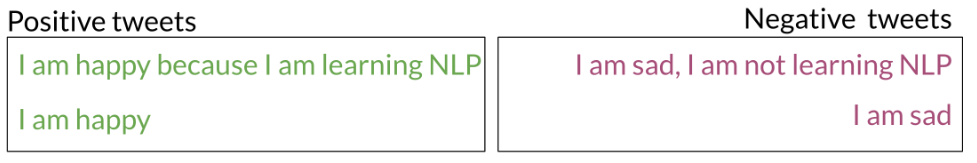 Positive tweets
I am happy because I am learning NLP
I am happy
Negative tweets
I am sad, I am not learning NLP
I am sad